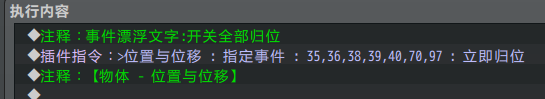 执行内容
◆注释：事件漂浮文字:开关全部归位
◆插件指令：>位置与位移 : 指定事件 : 35,36,38,39,40,70,97 : 立即归位
◆注释：【物体 - 位置与位移】
◆